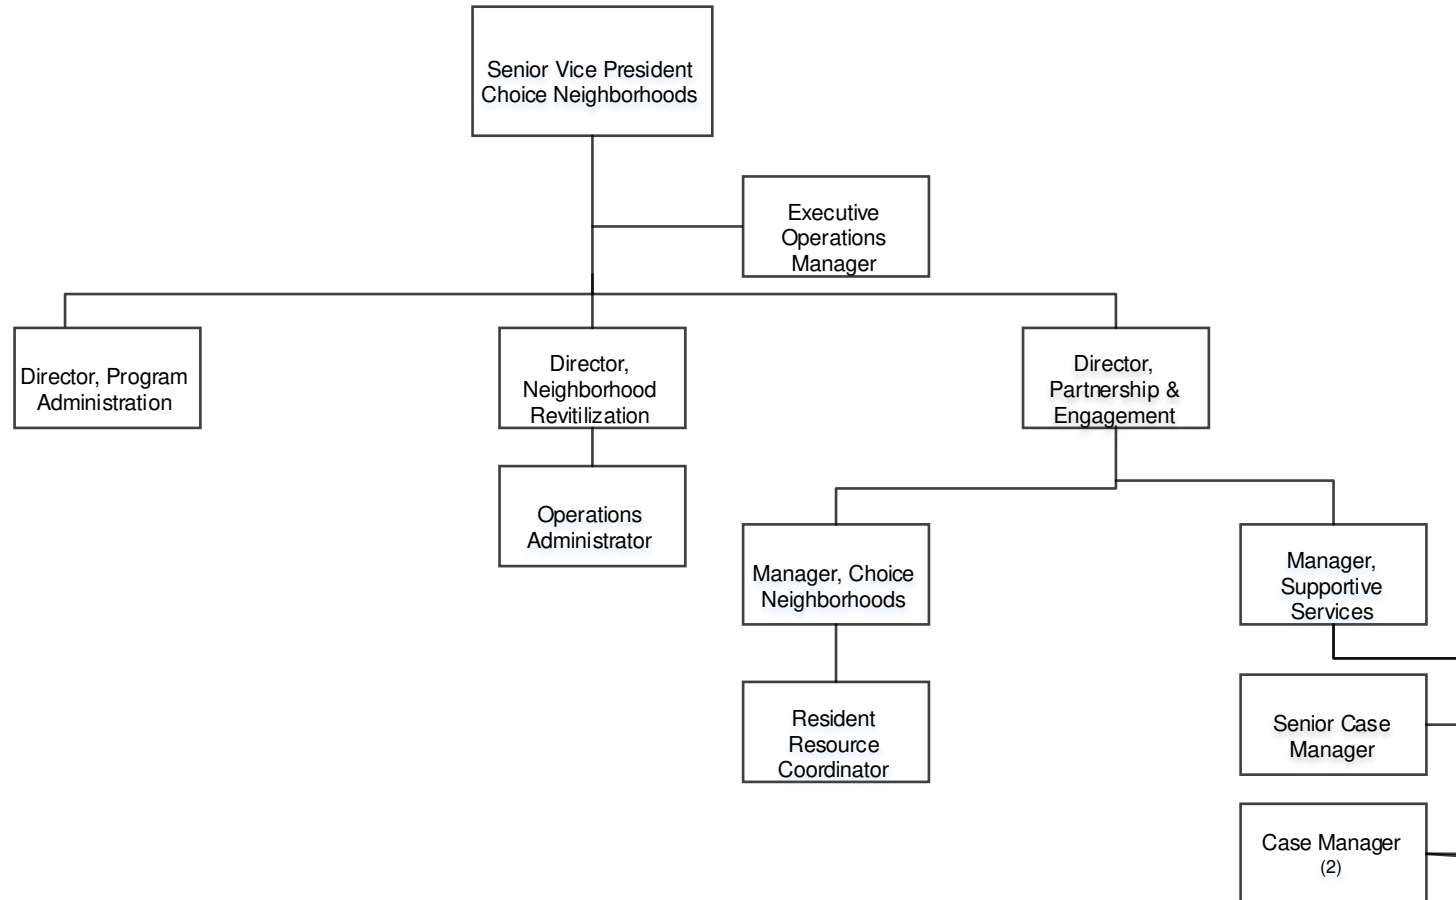 Senior Vice President
Choice Neighborhoods
Executive
Operations
Manager
Director, Program
Administration
Director,
Neighborhood
Revitilization
Director,
Partnership &
Engagement
Operations
Administrator
Manager, Choice
Neighborhoods
Manager,
Supportive
Services
Resident
Resource
Coordinator
Senior Case
Manager
Case Manager
(2)